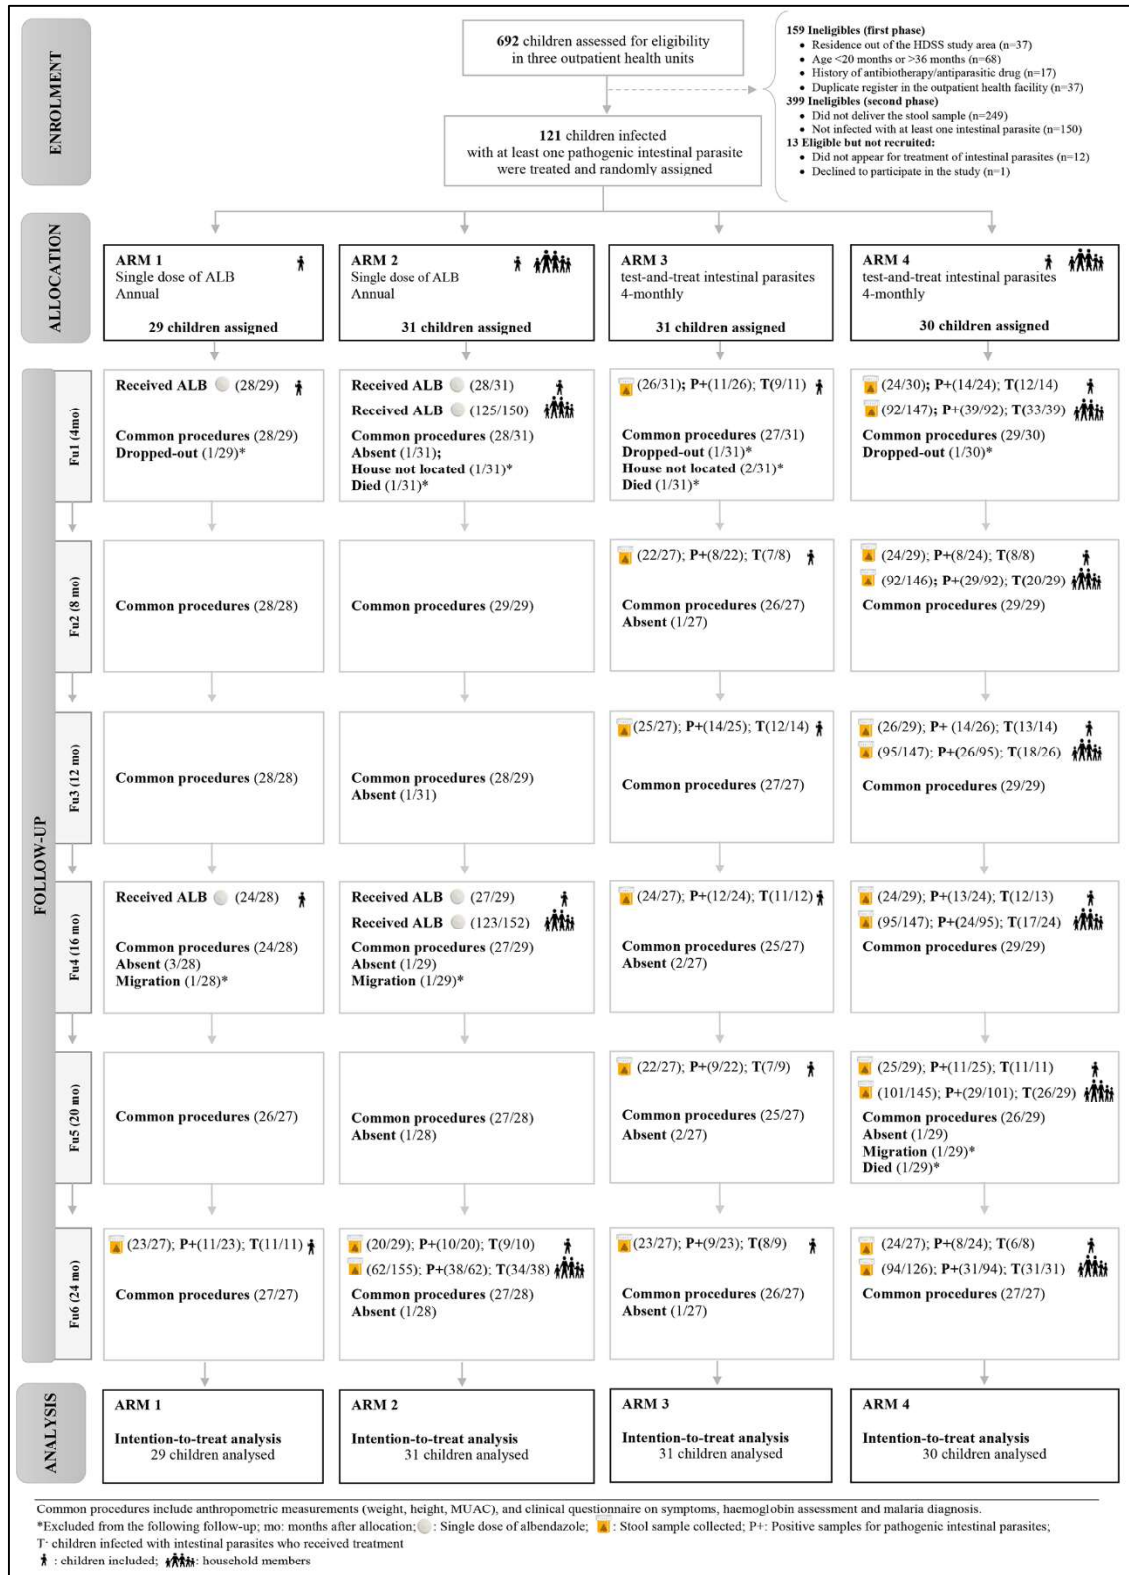 ENROLMENT
692 children assessed for eligibility
in three outpatient health units
159 Ineligibles (first phase)
• Residence out of the HDSS study area (n=37)
• Age <20 months or >36 months (n=68)
• History of antibiotherapy/antiparasitic drug (n=17)
• Duplicate register in the outpatient health facility (n=37)
399 Ineligibles (second phase)
• Did not deliver the stool sample (n=249)
• Not infected with at least one intestinal parasite (n=150)
13 Eligible but not recruited:
• Did not appear for treatment of intestinal parasites (n=12)
• Declined to participate in the study (n=1)
121 children infected
with at least one pathogenic intestinal parasite
were treated and randomly assigned
ALLOCATION
ARM 1
Single dose of ALB
Annual
29 children assigned
ARM 2
Single dose of ALB
Annual
31 children assigned
ARM 3
test-and-treat intestinal parasites
4-monthly
31 children assigned
ARM 4
test-and-treat intestinal parasites
4-monthly
30 children assigned
FOLLOW-UP
Fu1 (4mo)
Received ALB (28/29)
Common procedures (28/29)
Dropped-out (1/29)*
Received ALB (28/31)
Received ALB (125/150)
Common procedures (28/31)
Absent (1/31);
House not located (1/31)*
Died (1/31)*
(26/31); P+(11/26); T(9/11)
Common procedures (27/31)
Dropped-out (1/31)*
House not located (2/31)*
Died (1/31)*
(24/30); P+(14/24); T(12/14)
(92/147); P+(39/92); T(33/39)
Common procedures (29/30)
Dropped-out (1/30)*
Fu2 (8 mo)
Common procedures (28/28)
Common procedures (29/29)
(22/27); P+(8/22); T(7/8)
Common procedures (26/27)
Absent (1/27)
(24/29); P+(8/24); T(8/8)
(92/146); P+(29/92); T(20/29)
Common procedures (29/29)
Fu3 (12 mo)
Common procedures (28/28)
Common procedures (28/29)
Absent (1/31)
(25/27); P+(14/25); T(12/14)
Common procedures (27/27)
(26/29); P+ (14/26); T(13/14)
(95/147); P+(26/95); T(18/26)
Common procedures (29/29)
Fu4 (16 mo)
Received ALB (24/28)
Common procedures (24/28)
Absent (3/28)
Migration (1/28)*
Received ALB (27/29)
Received ALB (123/152)
Common procedures (27/29)
Absent (1/29)
Migration (1/29)*
(24/27); P+(12/24); T(11/12)
Common procedures (25/27)
Absent (2/27)
(24/29); P+(13/24); T(12/13)
(95/147); P+(24/95); T(17/24)
Common procedures (29/29)
Fu5 (20 mo)
Common procedures (26/27)
Common procedures (27/28)
Absent (1/28)
(22/27); P+(9/22); T(7/9)
Common procedures (25/27)
Absent (2/27)
(25/29); P+(11/25); T(11/11)
(101/145); P+(29/101); T(26/29)
Common procedures (26/29)
Absent (1/29)
Migration (1/29)*
Died (1/29)*
Fu6 (24 mo)
(23/27); P+(11/23); T(11/11)
Common procedures (27/27)
(20/29); P+(10/20); T(9/10)
(62/155); P+(38/62); T(34/38)
Common procedures (27/28)
Absent (1/28)
(23/27); P+(9/23); T(8/9)
Common procedures (26/27)
Absent (1/27)
(24/27); P+(8/24); T(6/8)
(94/126); P+(31/94); T(31/31)
Common procedures (27/27)
ANALYSIS
ARM 1
Intention-to-treat analysis
29 children analysed
ARM 2
Intention-to-treat analysis
31 children analysed
ARM 3
Intention-to-treat analysis
31 children analysed
ARM 4
Intention-to-treat analysis
30 children analysed
Common procedures include anthropometric measurements (weight, height, MUAC), and clinical questionnaire on symptoms, haemoglobin assessment and malaria diagnosis.
*Excluded from the following follow-up; mo: months after allocation; : Single dose of albendazole; : Stool sample collected; P+: Positive samples for pathogenic intestinal parasites;
T: children infected with intestinal parasites who received treatment
: children included; : household members